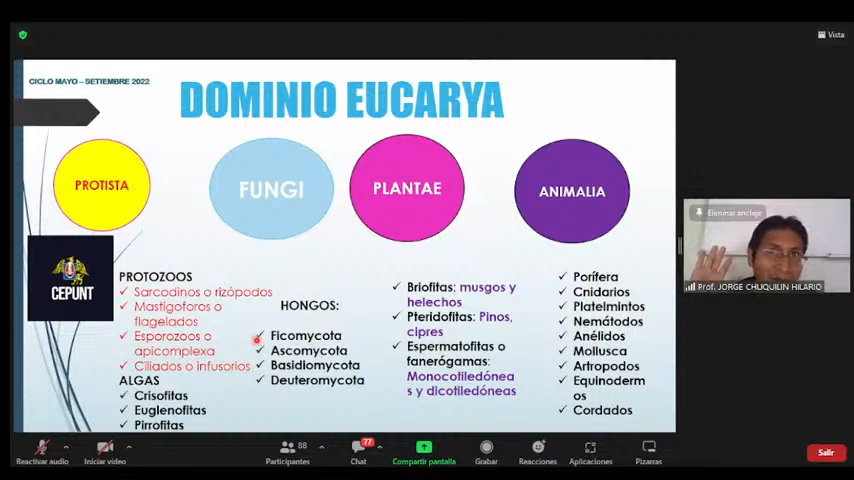 Vista
CICLO MAYO – SETIEMBRE 2022
DOMINIO EUCARYA
PROTISTA
FUNGI
PLANTAE
ANIMALIA
CEPUNT
PROTOZOOS
Sarcodinos o rizópodos
Mastigoforos o
flagelados
Esporozoos o
apicomplexa
Ciliados o infusorios
ALGAS
Crisofitas
Euglenofitas
Pirrofitas
HONGOS:
Ficomycota
Ascomycota
Basidiomycota
Deuteromycota
Briofitas: musgos y
helechos
Pteridofitas: Pinos,
cipres
Espermatofitas o
fanerógamas:
Monocotiledónea
s y dicotiledóneas
Porífera
Cnidarios
Platelmintos
Nemátodos
Anélidos
Mollusca
Artropodos
Equinoderm
os
Cordados
Eliminar anclaje
Prof. JORGE CHUQUILIN HILARIO
Reactivar audio
Iniciar video
88
Participantes
77
Chat
Compartir pantalla
Grabar
Reacciones
Aplicaciones
Pizarras
Salir